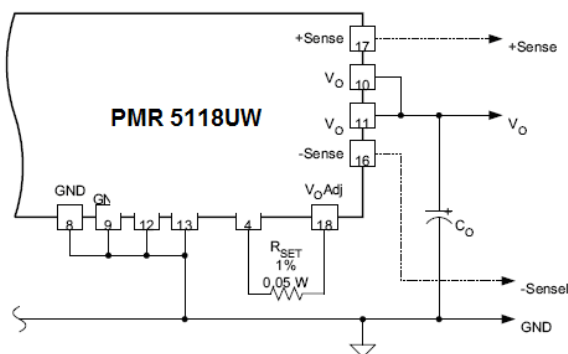 +Sense
17
+Sense
VO
10
PMR 5118UW
VO
11
VO
-Sense
16
GND
VOAdj
8
9
12
13
4
18
RSET
1%
0,05 W
CO
+
-Sensel
GND